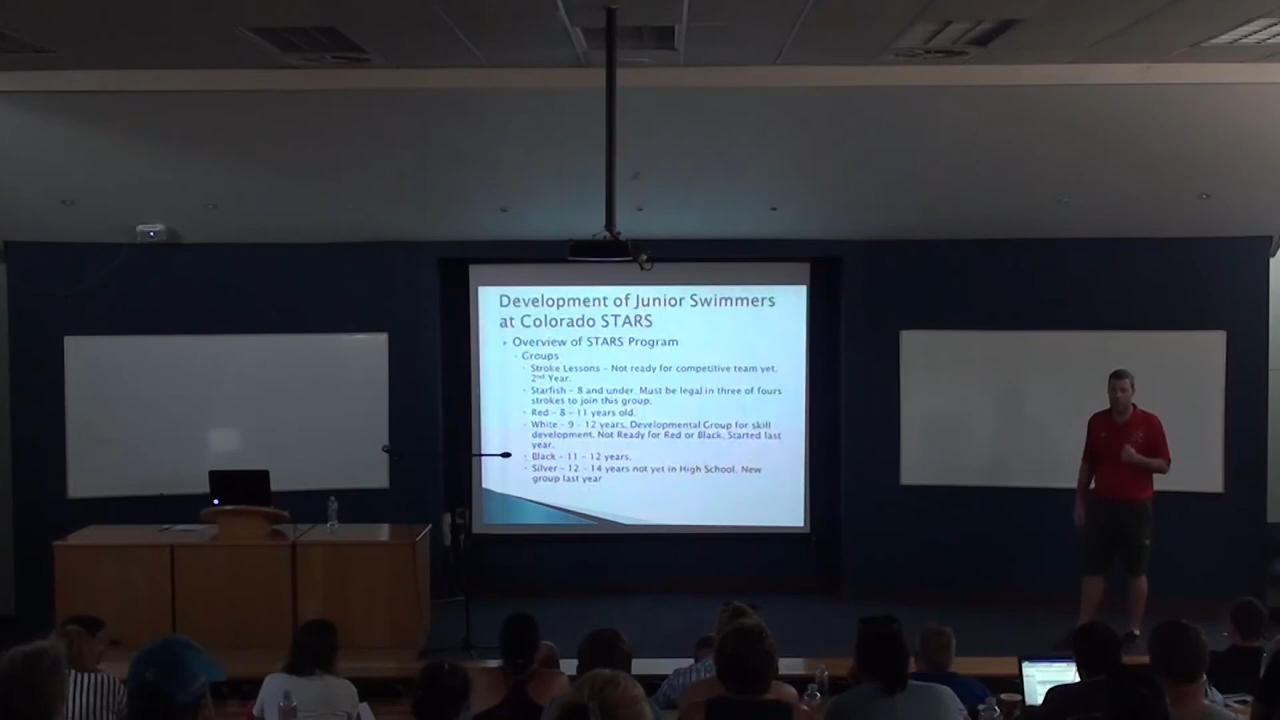 Development of Junior Swimmers
at Colorado STARS
Overview of STARS Program
Groups
Stroke Lessons – Not ready for competitive team yet.
2nd Year.
Starfish – 8 and under. Must be legal in three of fours
strokes to join this group.
Red – 8 – 11 years old.
White – 9 – 12 years. Developmental Group for skill
development. Not Ready for Red or Black. Started last
year.
Black – 11 – 12 years.
Silver – 12 – 14 years not yet in High School. New
group last year